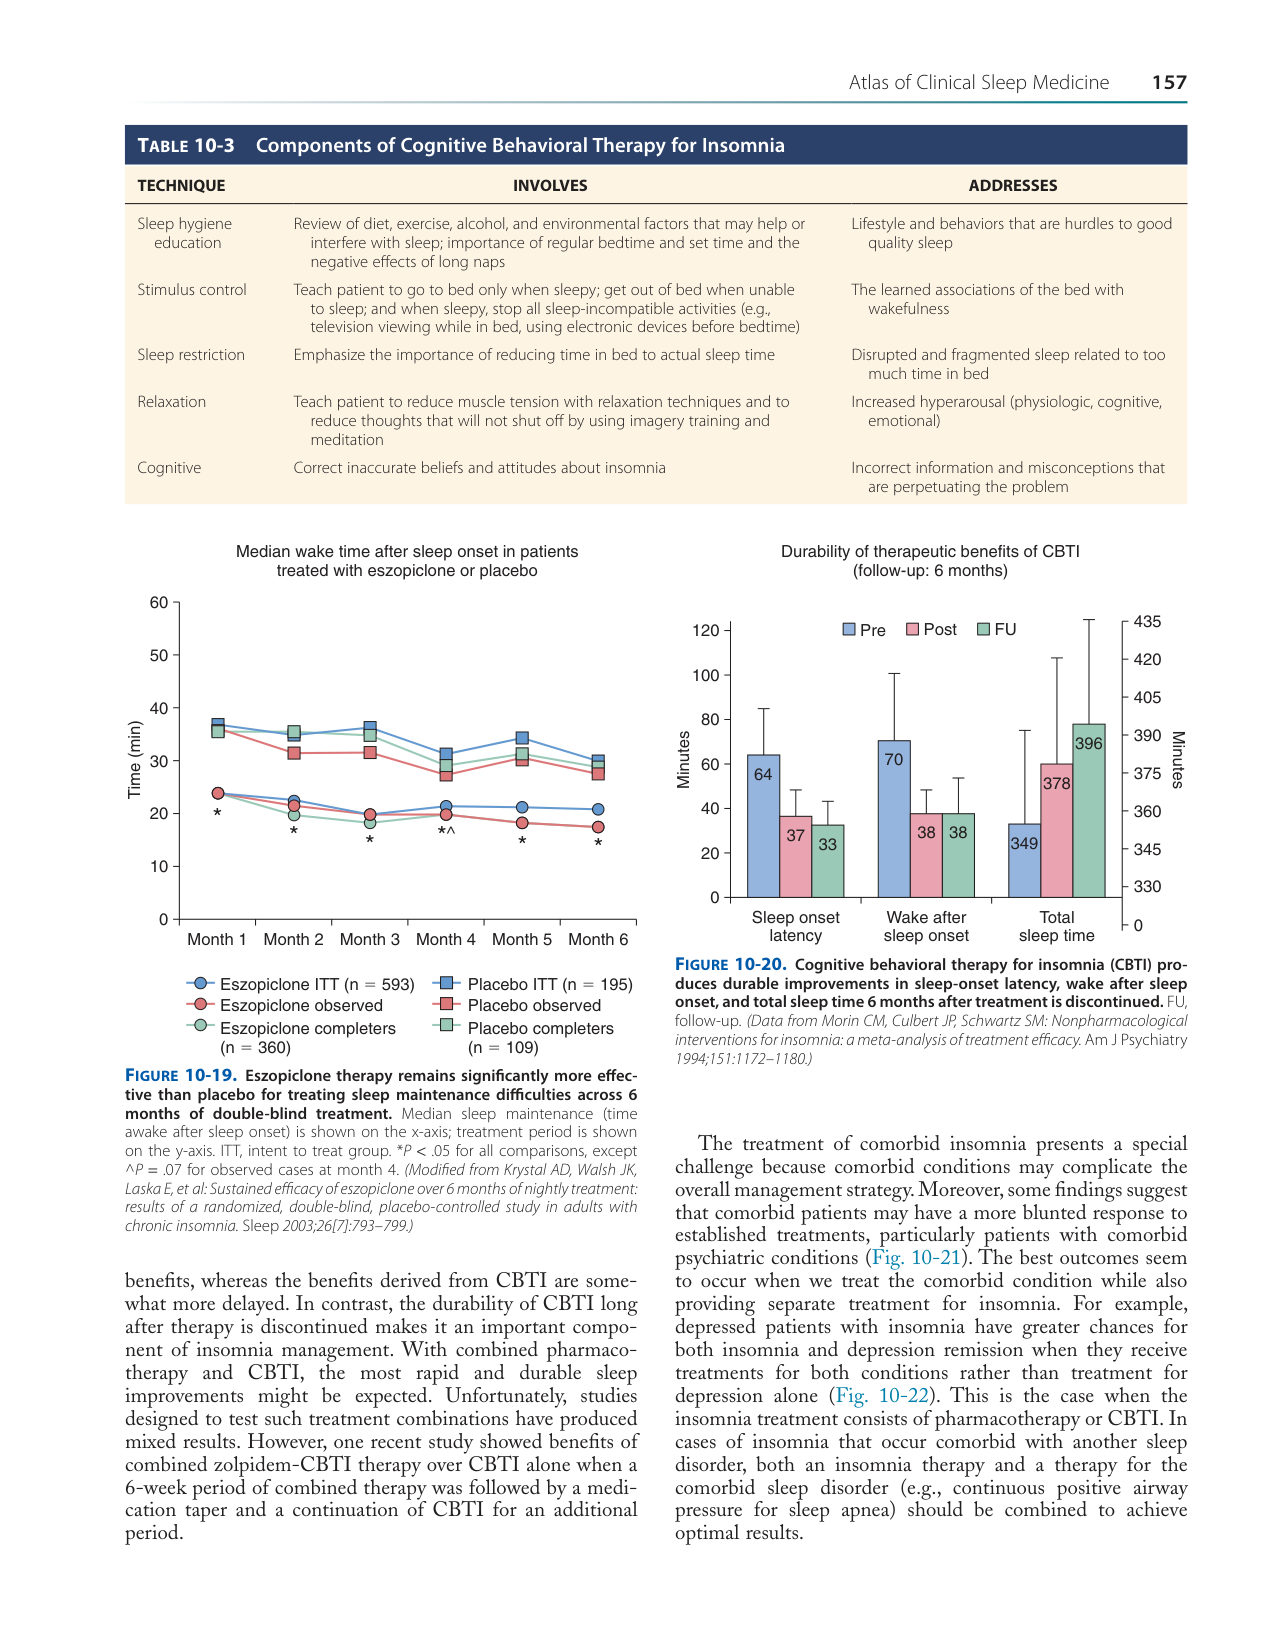 Atlas of Clinical Sleep Medicine 157
TABLE 10-3 Components of Cognitive Behavioral Therapy for Insomnia
TECHNIQUE INVOLVES ADDRESSES
Sleep hygiene Review of diet, exercise, alcohol, and environmental factors that may help or Lifestyle and behaviors that are hurdles to good
education interfere with sleep; importance of regular bedtime and set time and the quality sleep
negative effects of long naps
Stimulus control Teach patient to go to bed only when sleepy; get out of bed when unable The learned associations of the bed with
to sleep; and when sleepy, stop all sleep-incompatible activities (e.g., wakefulness
television viewing while in bed, using electronic devices before bedtime)
Sleep restriction Emphasize the importance of reducing time in bed to actual sleep time Disrupted and fragmented sleep related to too
much time in bed
Relaxation Teach patient to reduce muscle tension with relaxation techniques and to Increased hyperarousal (physiologic, cognitive,
reduce thoughts that will not shut off by using imagery training and emotional)
meditation
Cognitive Correct inaccurate beliefs and attitudes about insomnia Incorrect information and misconceptions that
are perpetuating the problem
Median wake time after sleep onset in patients
treated with eszopiclone or placebo
Time (min)
60
50
40
30
20
10
0
* * * *^ * *
Month 1 Month 2 Month 3 Month 4 Month 5 Month 6
Eszopiclone ITT (n = 593) Placebo ITT (n = 195)
Eszopiclone observed Placebo observed
Eszopiclone completers Placebo completers
(n = 360) (n = 109)
FIGURE 10-19. Eszopiclone therapy remains significantly more effec-
tive than placebo for treating sleep maintenance difficulties across 6
months of double-blind treatment. Median sleep maintenance (time
awake after sleep onset) is shown on the x-axis; treatment period is shown
on the y-axis. ITT, intent to treat group. *P < .05 for all comparisons, except
^P = .07 for observed cases at month 4. (Modified from Krystal AD, Walsh JK,
Laska E, et al: Sustained efficacy of eszopiclone over 6 months of nightly treatment:
results of a randomized, double-blind, placebo-controlled study in adults with
chronic insomnia. Sleep 2003;26[7]:793–799.)
benefits, whereas the benefits derived from CBTI are some-
what more delayed. In contrast, the durability of CBTI long
after therapy is discontinued makes it an important compo-
nent of insomnia management. With combined pharmaco-
therapy and CBTI, the most rapid and durable sleep
improvements might be expected. Unfortunately, studies
designed to test such treatment combinations have produced
mixed results. However, one recent study showed benefits of
combined zolpidem-CBTI therapy over CBTI alone when a
6-week period of combined therapy was followed by a medi-
cation taper and a continuation of CBTI for an additional
period.
Durability of therapeutic benefits of CBTI
(follow-up: 6 months)
Pre Post FU
Minutes
120
100
80
60
40
20
0
64 37 33
70 38 38
349 378 396
435
420
405
390
375
360
345
330
0
Minutes
Sleep onset Wake after Total
latency sleep onset sleep time
FIGURE 10-20. Cognitive behavioral therapy for insomnia (CBTI) pro-
duces durable improvements in sleep-onset latency, wake after sleep
onset, and total sleep time 6 months after treatment is discontinued. FU,
follow-up. (Data from Morin CM, Culbert JP, Schwartz SM: Nonpharmacological
interventions for insomnia: a meta-analysis of treatment efficacy. Am J Psychiatry
1994;151:1172–1180.)
The treatment of comorbid insomnia presents a special
challenge because comorbid conditions may complicate the
overall management strategy. Moreover, some findings suggest
that comorbid patients may have a more blunted response to
established treatments, particularly patients with comorbid
psychiatric conditions (Fig. 10-21). The best outcomes seem
to occur when we treat the comorbid condition while also
providing separate treatment for insomnia. For example,
depressed patients with insomnia have greater chances for
both insomnia and depression remission when they receive
treatments for both conditions rather than treatment for
depression alone (Fig. 10-22). This is the case when the
insomnia treatment consists of pharmacotherapy or CBTI. In
cases of insomnia that occur comorbid with another sleep
disorder, both an insomnia therapy and a therapy for the
comorbid sleep disorder (e.g., continuous positive airway
pressure for sleep apnea) should be combined to achieve
optimal results.